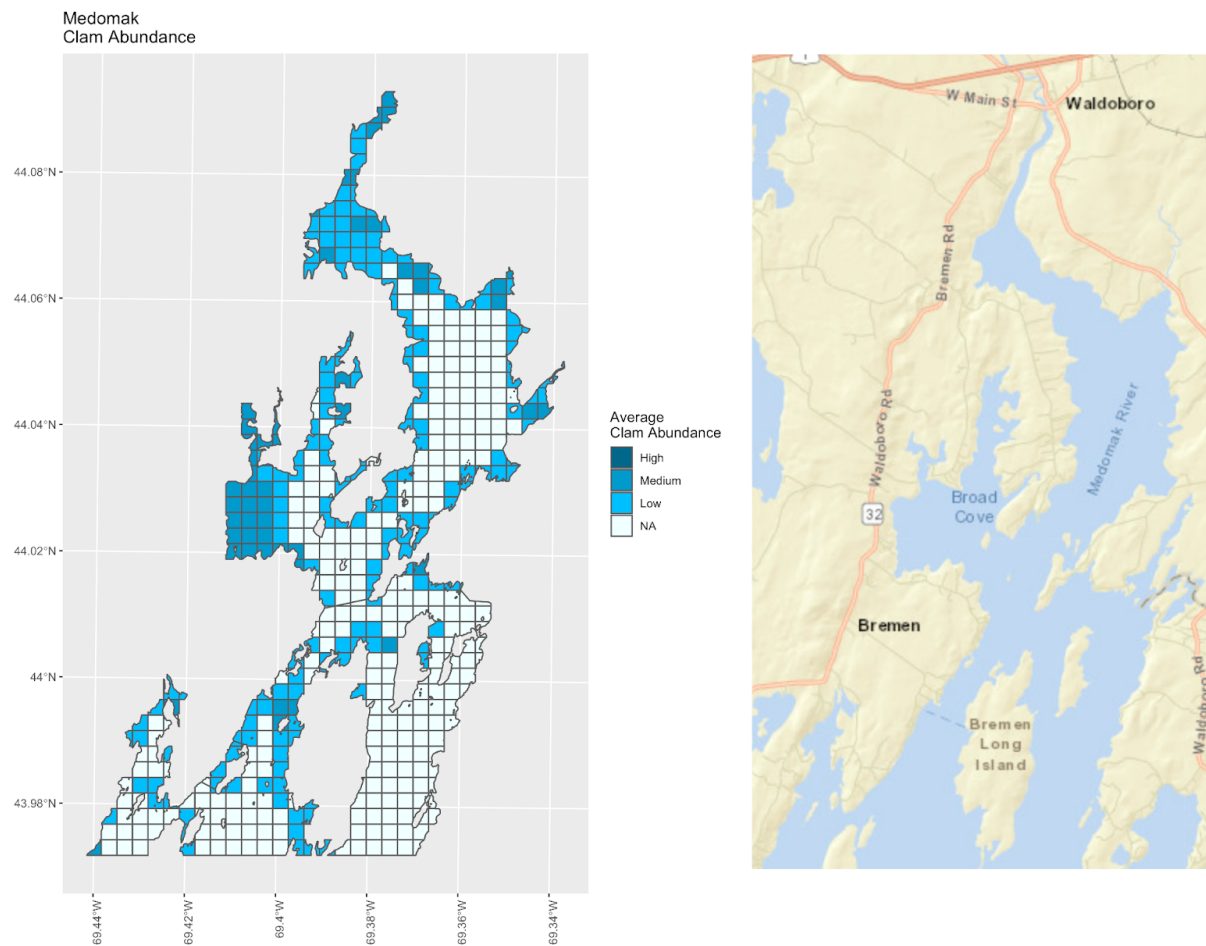 Medomak
Clam Abundance
44.08°N
44.06°N
44.04°N
44.02°N
44°N
43.98°N
69.44°W
69.42°W
69.4°W
69.38°W
69.36°W
69.34°W
Average
Clam Abundance
High
Medium
Low
NA
1
W Main St
Waldoboro
Bremen Rd
Waldoboro Rd
Medomak River
Broad
Cove
32
Bremen
Waldoboro Rd
Bremen
Long
Island